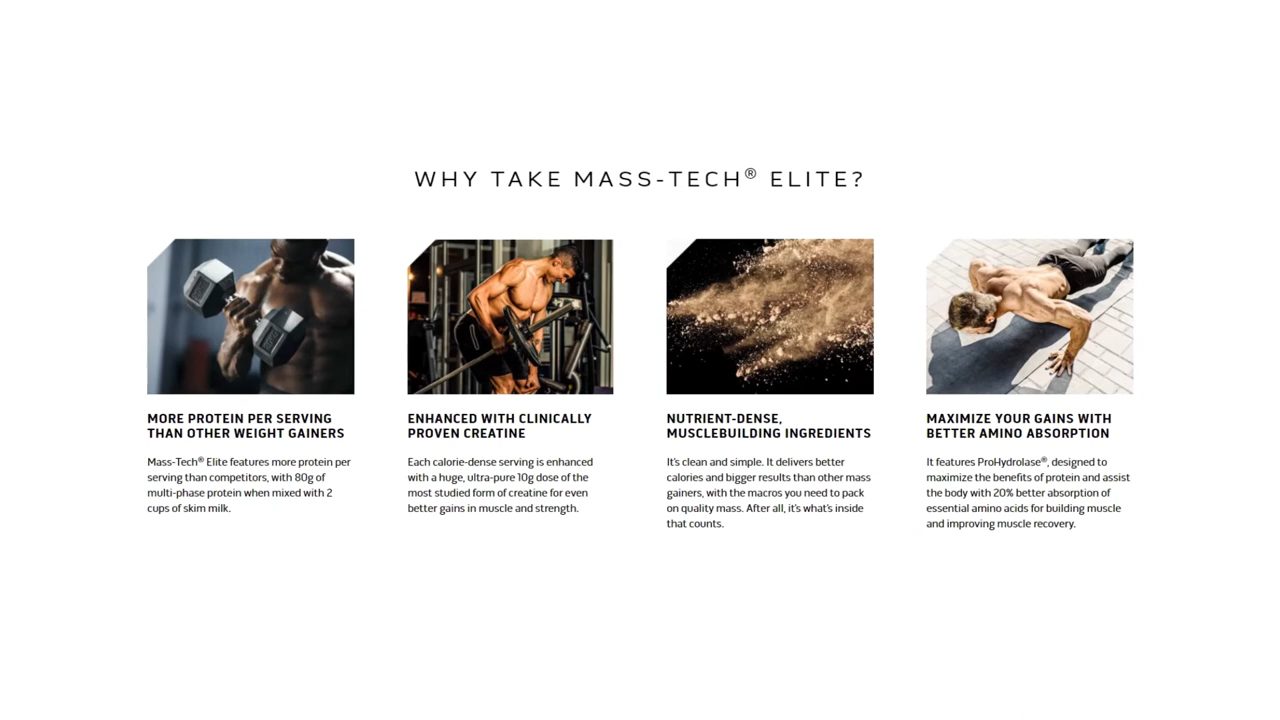 WHY TAKE MASS-TECH® ELITE?
MORE PROTEIN PER SERVING
THAN OTHER WEIGHT GAINERS
Mass-Tech® Elite features more protein per
serving than competitors, with 80g of
multi-phase protein when mixed with 2
cups of skim milk.
ENHANCED WITH CLINICALLY
PROVEN CREATINE
Each calorie-dense serving is enhanced
with a huge, ultra-pure 10g dose of the
most studied form of creatine for even
better gains in muscle and strength.
NUTRIENT-DENSE,
MUSCLEBUILDING INGREDIENTS
It's clean and simple. It delivers better
calories and bigger results than other mass
gainers, with the macros you need to pack
on quality mass. After all, it's what's inside
that counts.
MAXIMIZE YOUR GAINS WITH
BETTER AMINO ABSORPTION
It features ProHydrolase®, designed to
maximize the benefits of protein and assist
the body with 20% better absorption of
essential amino acids for building muscle
and improving muscle recovery.